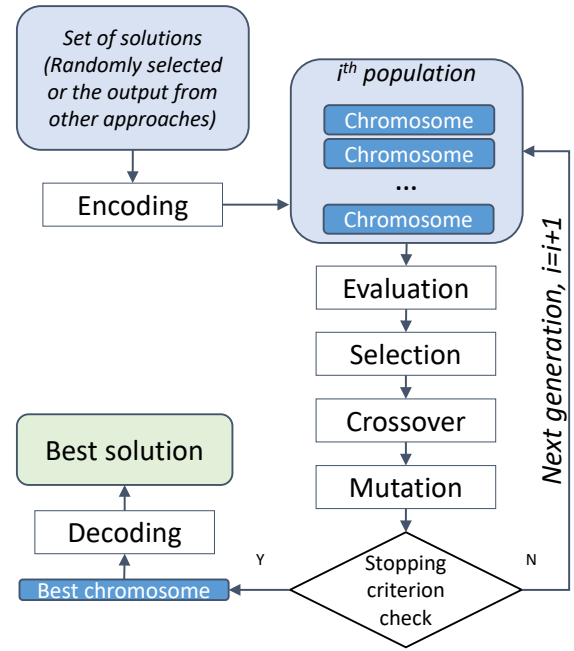 Set of solutions
(Randomly selected
or the output from
other approaches)
Encoding
ith population
Chromosome
Chromosome
...
Chromosome
Evaluation
Selection
Crossover
Mutation
Stopping
criterion
check
N
Next generation, i=i+1
Y
Best chromosome
Decoding
Best solution